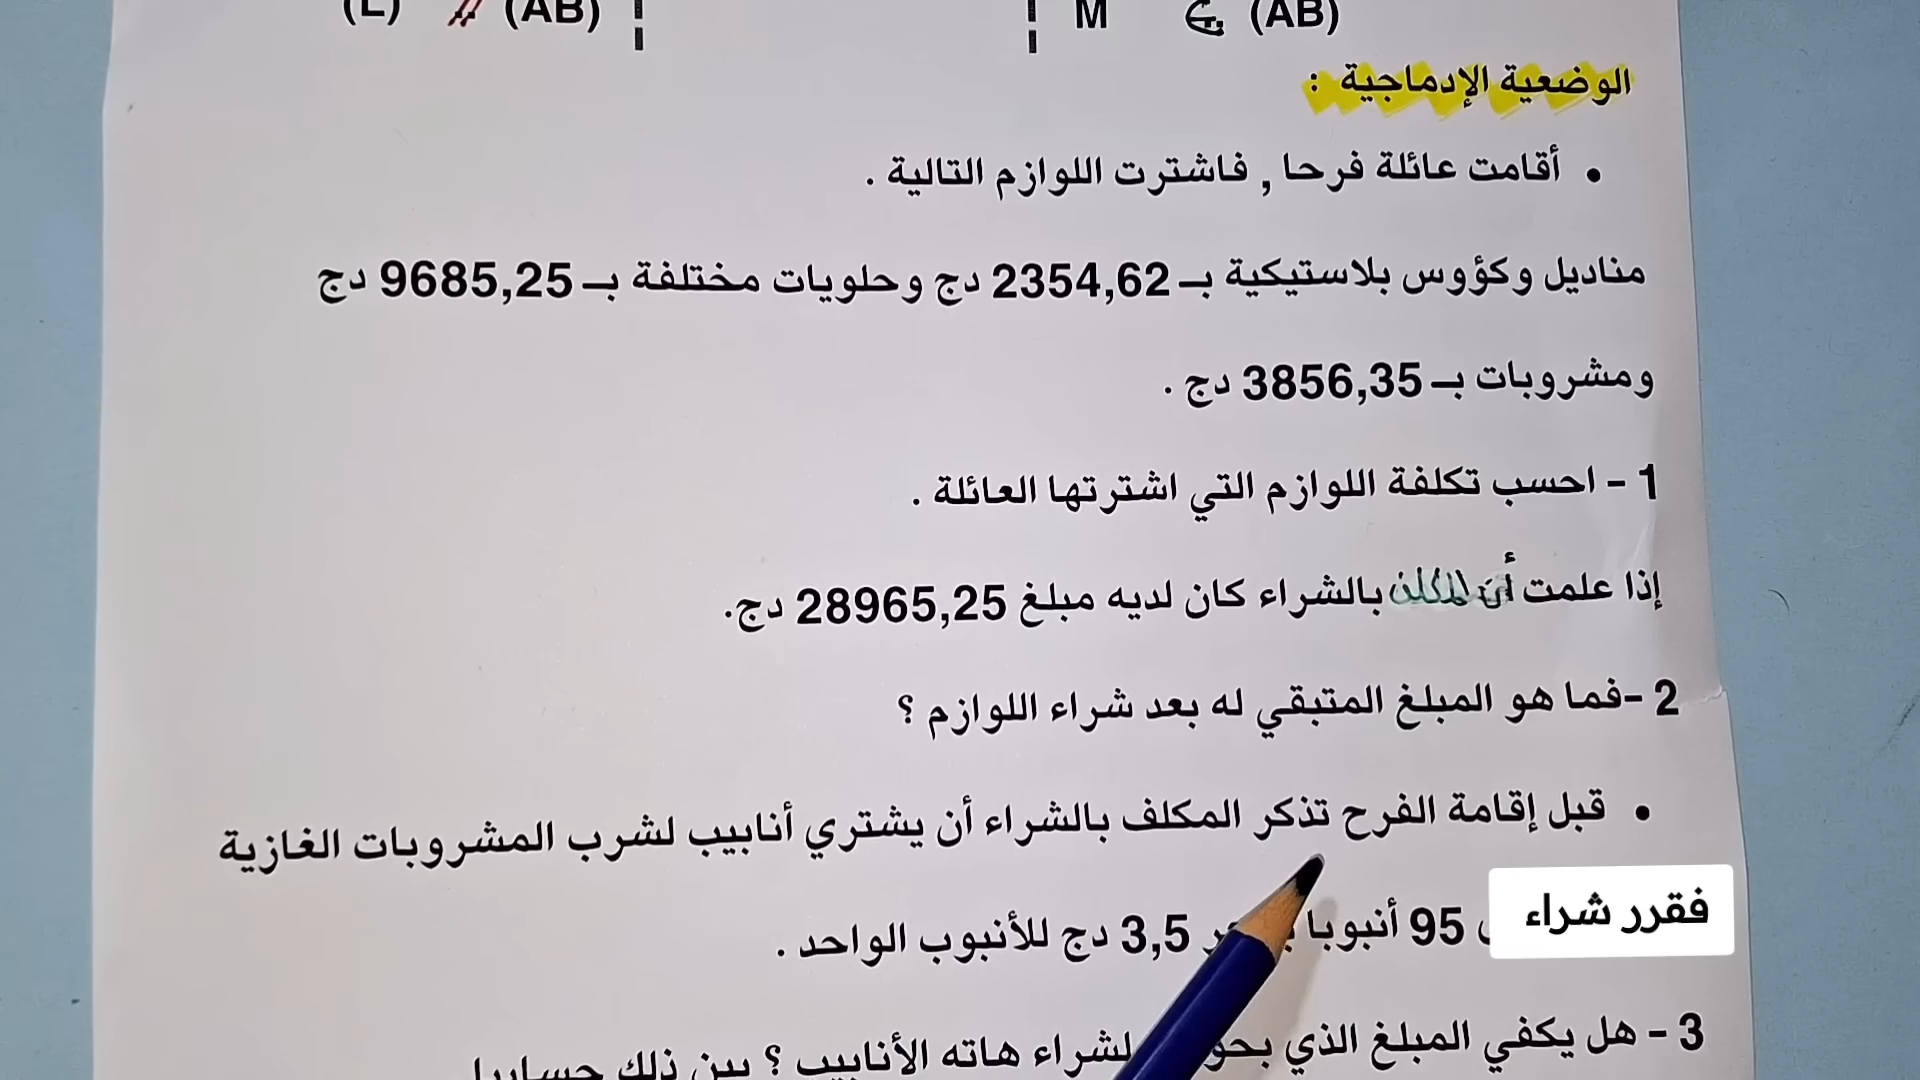 (L) // (AB) M (AB)
الوضعية الإدماجية :
• أقامت عائلة فرحا , فاشترت اللوازم التالية .
مناديل وكؤوس بلاستيكية بـ 2354,62 دج وحلويات مختلفة بـ 9685,25 دج
ومشروبات بـ 3856,35 دج .
1 - احسب تكلفة اللوازم التي اشترتها العائلة .
إذا علمت أن المكلف بالشراء كان لديه مبلغ 28965,25 دج.
2 -فما هو المبلغ المتبقي له بعد شراء اللوازم ؟
• قبل إقامة الفرح تذكر المكلف بالشراء أن يشتري أنابيب لشرب المشروبات الغازية
فقرر شراء 95 أنبوبا 3,5 دج للأنبوب الواحد .
3 - هل يكفي المبلغ الذي لشراء هاته الأنابيب ؟ بين ذلك حسابيا